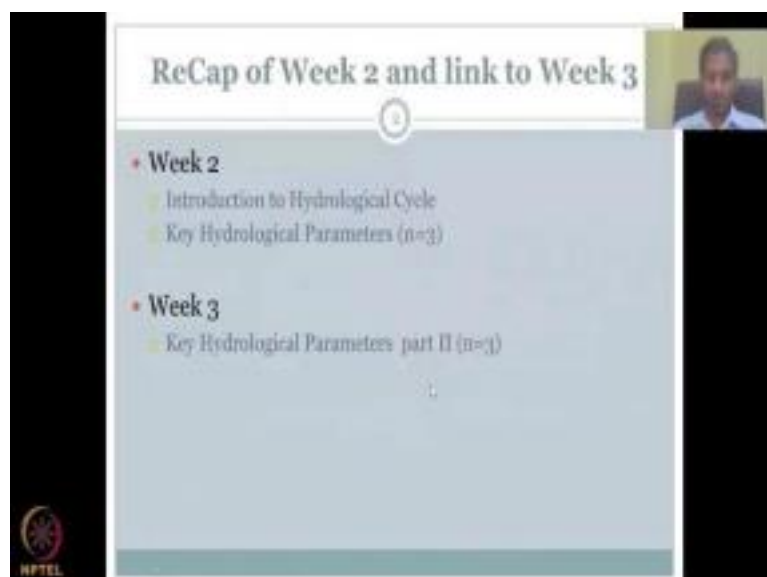 ReCap of Week 2 and link to Week 3
2
• Week 2
Introduction to Hydrological Cycle
Key Hydrological Parameters (n=3)
• Week 3
Key Hydrological Parameters part II (n=3)
NPTEL